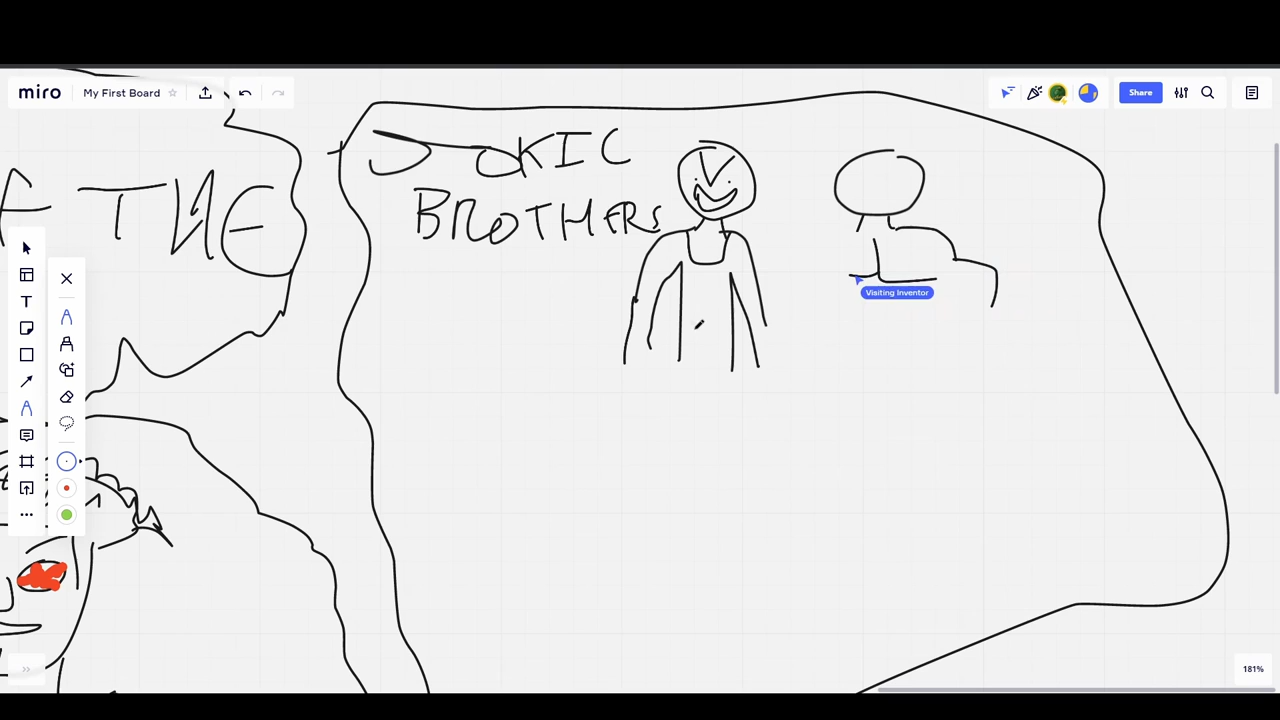 miro My First Board Share
JOKIC
BROTHERS
F THE
Visiting Inventor
181%